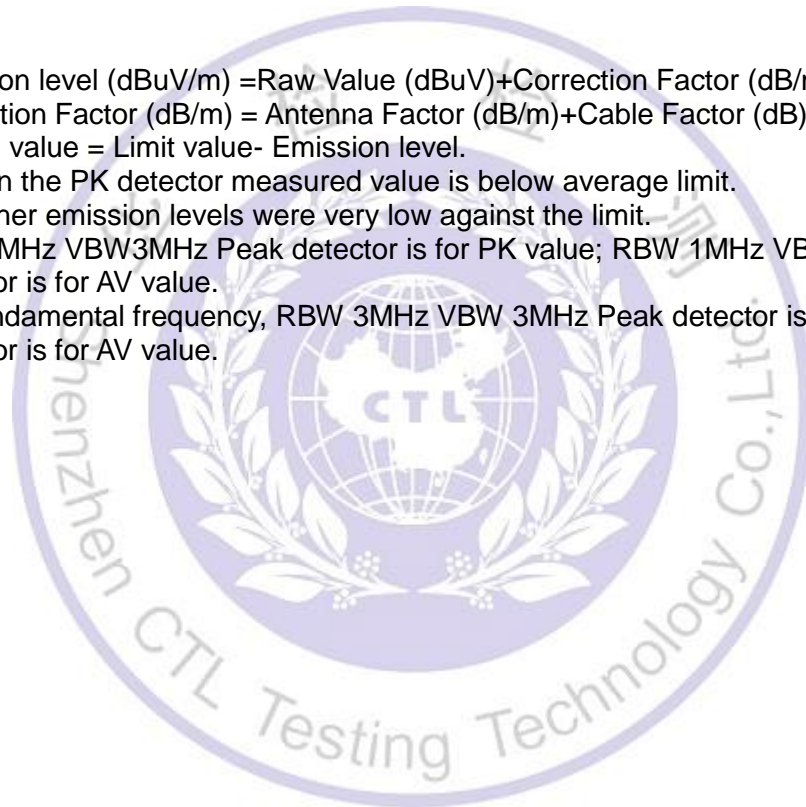 on level (dBuV/m) =Raw Value (dBuV)+Correction Factor (dB/m
tion Factor (dB/m) = Antenna Factor (dB/m)+Cable Factor (dB)
value = Limit value- Emission level.
n the PK detector measured value is below average limit.
her emission levels were very low against the limit.
MHz VBW3MHz Peak detector is for PK value; RBW 1MHz VB
or is for AV value.
ndamental frequency, RBW 3MHz VBW 3MHz Peak detector is
or is for AV value.
CTL
Shenzhen CTL Testing Technology Co., Ltd.